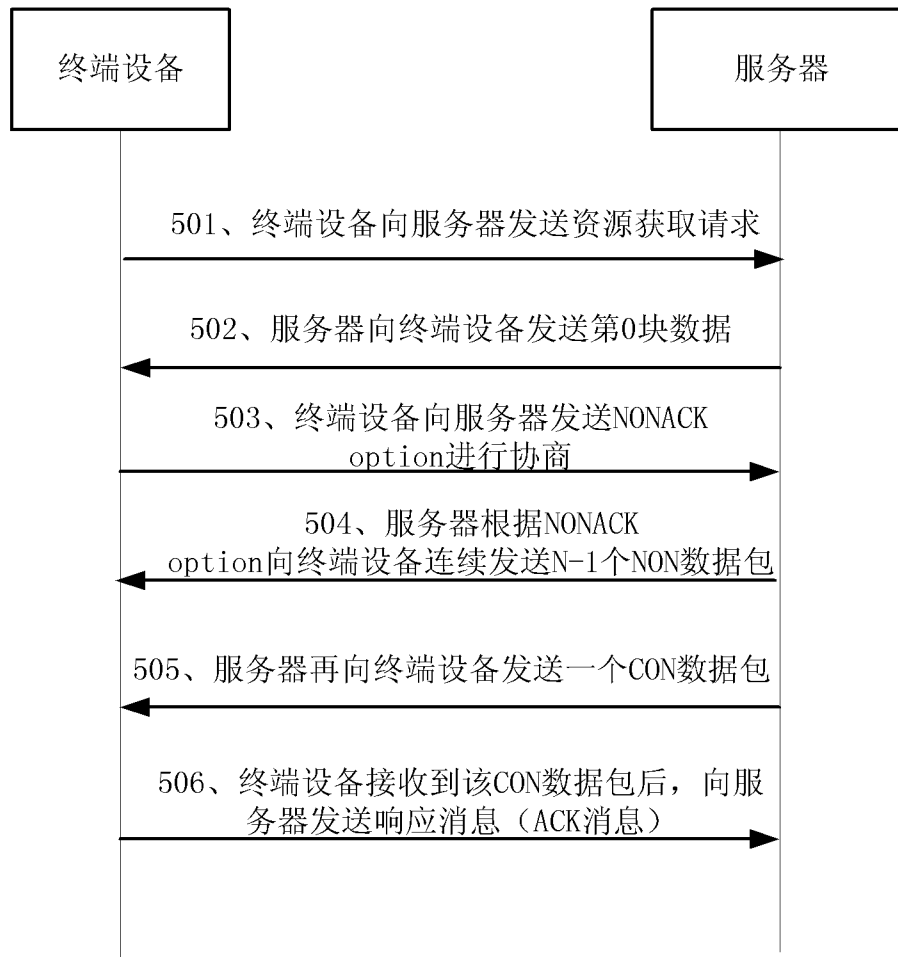 终端设备
服务器
501、终端设备向服务器发送资源获取请求
502、服务器向终端设备发送第0块数据
503、终端设备向服务器发送NONACK
option进行协商
504、服务器根据NONACK
option向终端设备连续发送N-1个NON数据包
505、服务器再向终端设备发送一个CON数据包
506、终端设备接收到该CON数据包后，向服
务器发送响应消息（ACK消息）